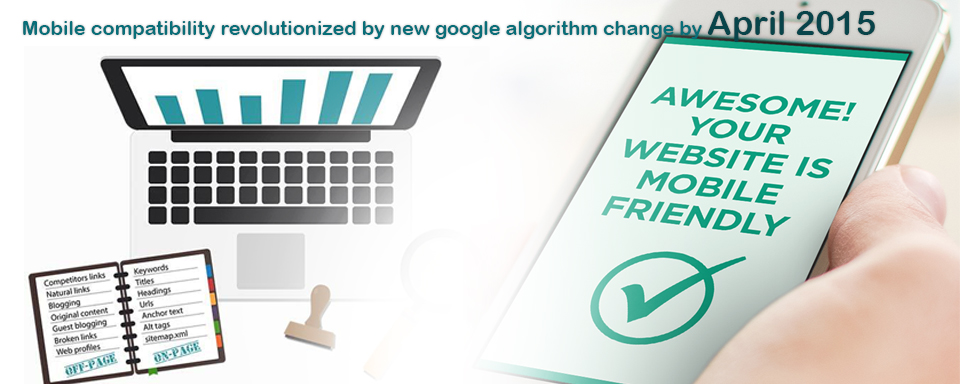 Mobile compatibility revolutionized by new google algorithm change by April 2015
AWESOME!
YOUR
WEBSITE IS
MOBILE
FRIENDLY
Competitors links
Natural links
Blogging
Original content
Guest blogging
Broken links
Web profiles
OFF-PAGE
Keywords
Titles
Headings
Urls
Anchor text
Alt tags
sitemap.xml
ON-PAGE